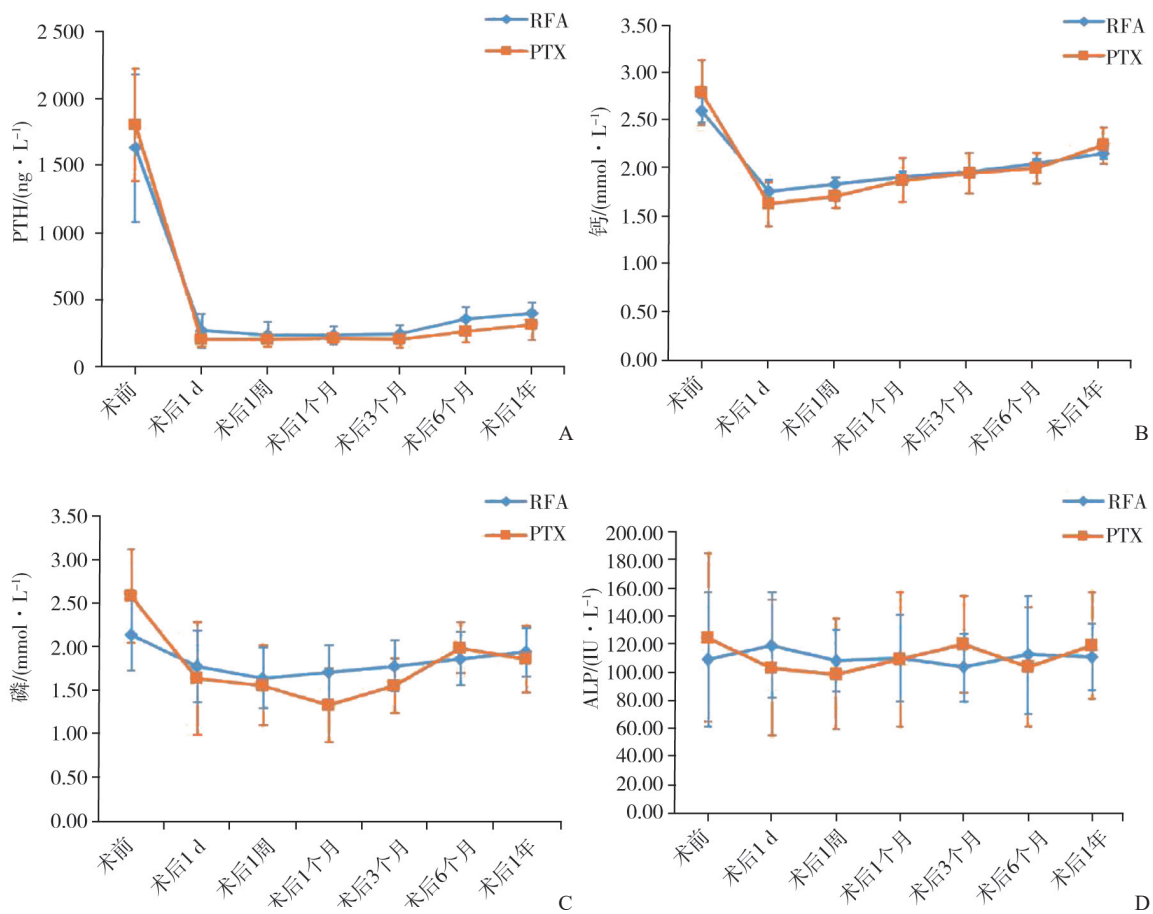 RFA
PTX
PTH/(ng·L⁻¹)
2 500
2 000
1 500
1 000
500
0
术前
术后1 d
术后1周
术后1个月
术后3个月
术后6个月
术后1年
A
RFA
PTX
钙/(mmol·L⁻¹)
3.50
3.00
2.50
2.00
1.50
1.00
0.00
术前
术后1 d
术后1周
术后1个月
术后3个月
术后6个月
术后1年
B
RFA
PTX
磷/(mmol·L⁻¹)
3.50
3.00
2.50
2.00
1.50
1.00
0.50
0.00
术前
术后1 d
术后1周
术后1个月
术后3个月
术后6个月
术后1年
C
RFA
PTX
ALP/(IU·L⁻¹)
200.00
180.00
160.00
140.00
120.00
100.00
80.00
60.00
40.00
20.00
0.00
术前
术后1 d
术后1周
术后1个月
术后3个月
术后6个月
术后1年
D